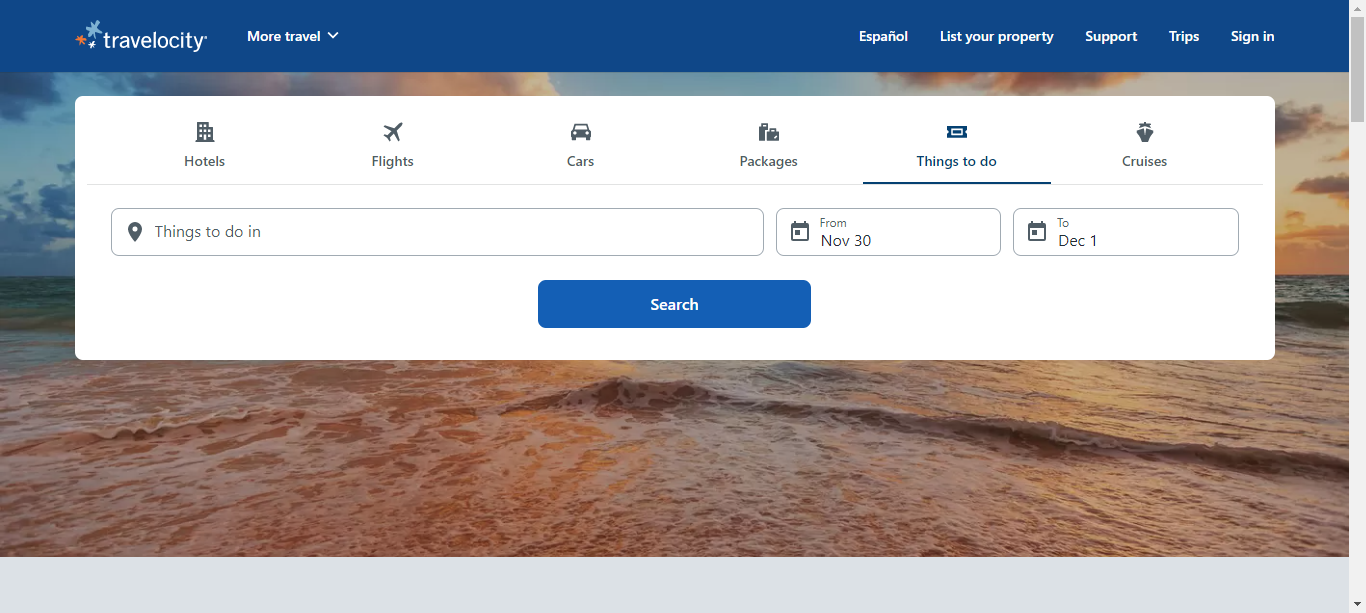 travelocity
More travel
Español
List your property
Support
Trips
Sign in
Hotels
Flights
Cars
Packages
Things to do
Cruises
Things to do in
From
Nov 30
To
Dec 1
Search